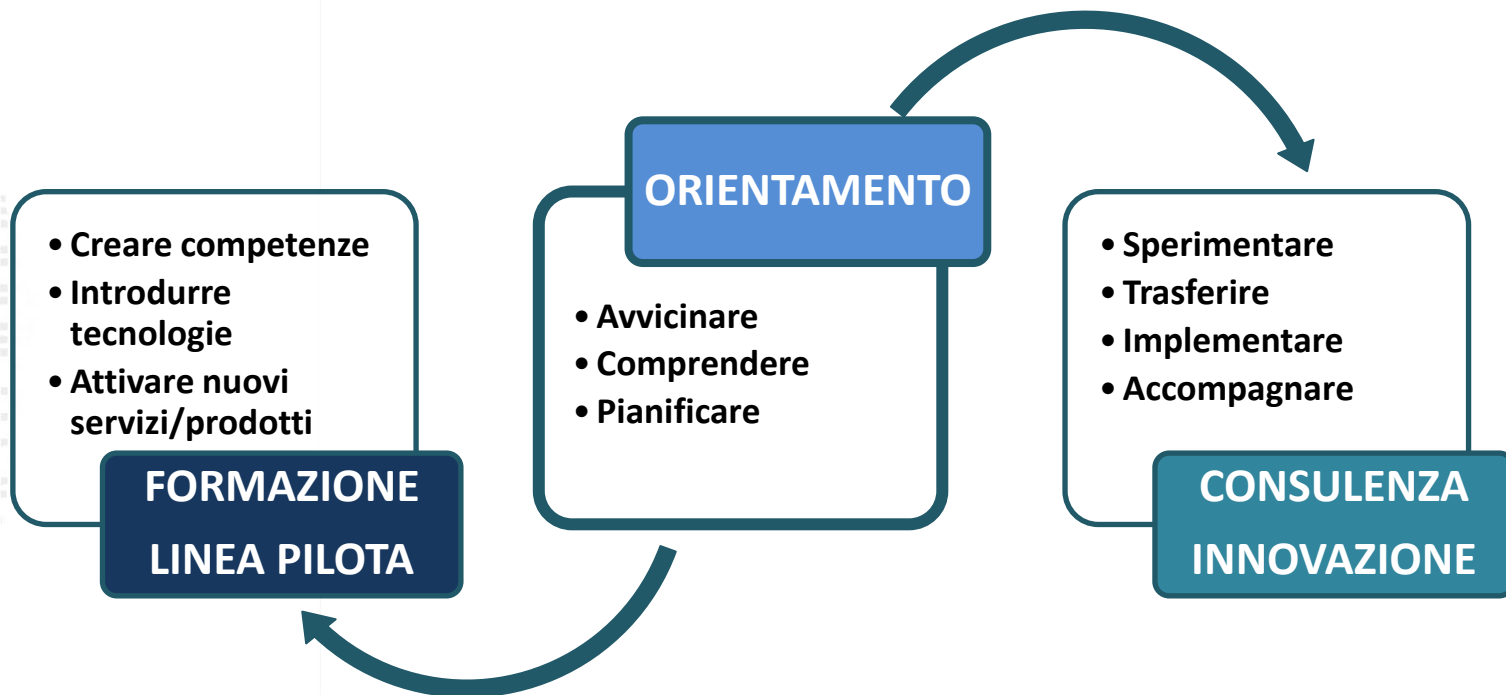 • Creare competenze
• Introdurre
tecnologie
• Attivare nuovi
servizi/prodotti
FORMAZIONE
LINEA PILOTA
ORIENTAMENTO
• Avvicinare
• Comprendere
• Pianificare
• Sperimentare
• Trasferire
• Implementare
• Accompagnare
CONSULENZA
INNOVAZIONE